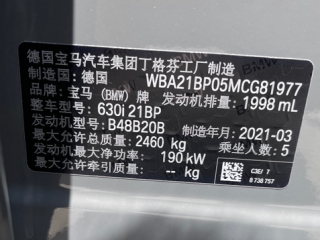 德国宝马汽车集团丁格芬工厂制造
制造国：德国 WBA21BP05MCG81977
品牌：宝马（BMW）牌 发动机排量：1998 mL
整车型号：630i 21BP
发动机型号：B48B20B 制造年月：2021-03
最大允许总质量：2460 kg
最大净功率：190 kW 乘坐人数：5
最大允许牵引质量：-- kg
C3E/ 7
8 738 757